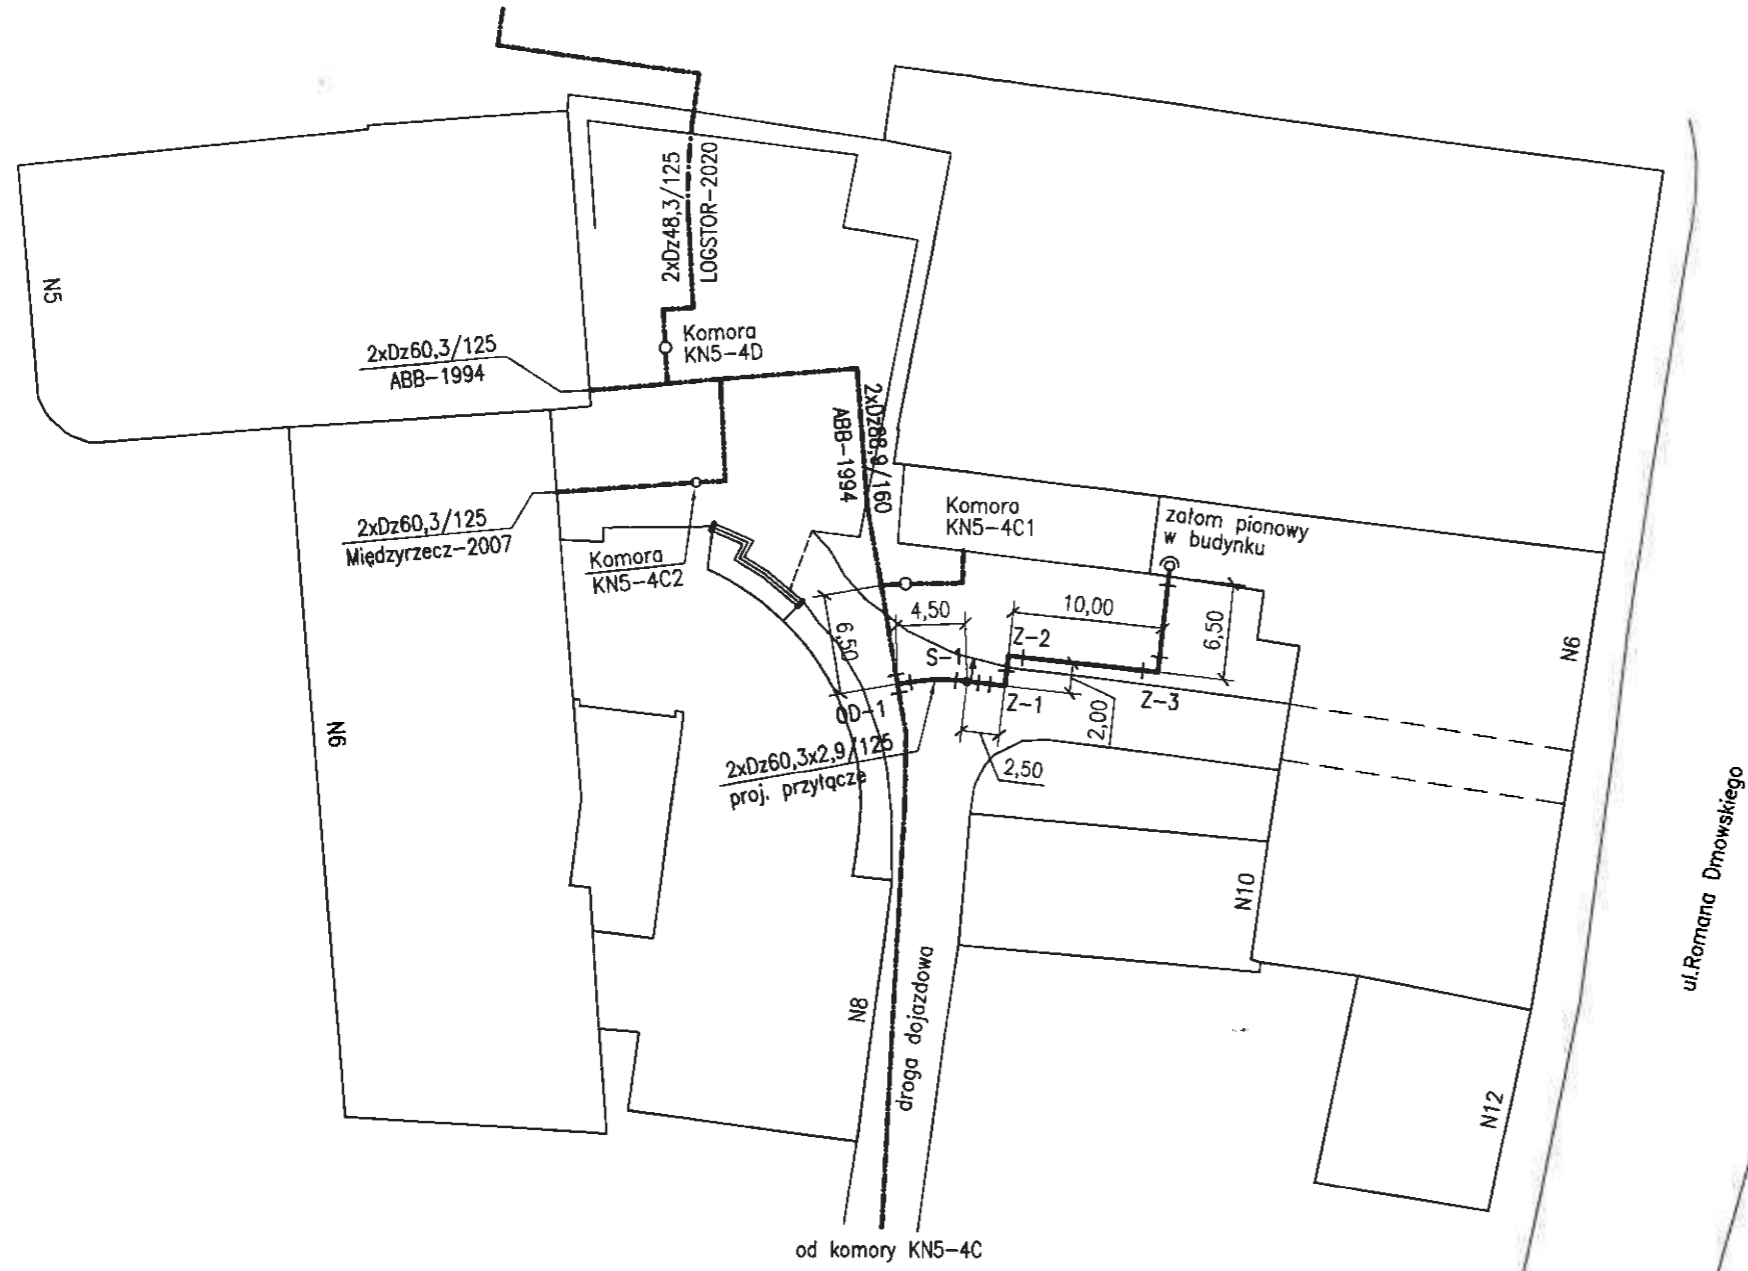 2xDz48,3/125
LOGSTOR-2020
N5
Komora
KN5-4D
2xDz60,3/125
ABB-1994
2xDz88,9/160
ABB-1994
2xDz60,3/125
Międzyrzecz-2007
Komora
KN5-4C2
Komora
KN5-4C1
załom pionowy
w budynku
4,50
10,00
6,50
6,50
Z-2
S-1
N6
OD-1
Z-1
2,00
Z-3
N6
2xDz60,3x2,9/125
proj. przyłącze
2,50
ul.Romana Dmowskiego
N10
N8
droga dojazdowa
N12
od komory KN5-4C